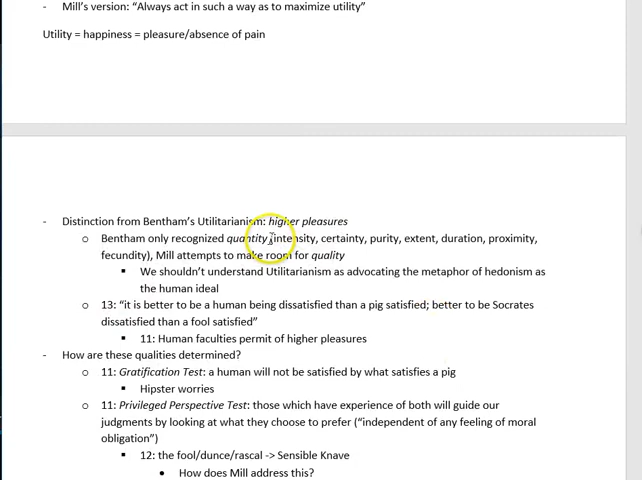 - Mill's version: "Always act in such a way as to maximize utility"
Utility = happiness = pleasure/absence of pain
- Distinction from Bentham's Utilitarianism: higher pleasures
o Bentham only recognized quantity (intensity, certainty, purity, extent, duration, proximity,
fecundity), Mill attempts to make room for quality
▪ We shouldn't understand Utilitarianism as advocating the metaphor of hedonism as
the human ideal
o 13: "it is better to be a human being dissatisfied than a pig satisfied; better to be Socrates
dissatisfied than a fool satisfied"
▪ 11: Human faculties permit of higher pleasures
- How are these qualities determined?
o 11: Gratification Test: a human will not be satisfied by what satisfies a pig
▪ Hipster worries
o 11: Privileged Perspective Test: those which have experience of both will guide our
judgments by looking at what they choose to prefer ("independent of any feeling of moral
obligation")
▪ 12: the fool/dunce/rascal -> Sensible Knave
• How does Mill address this?